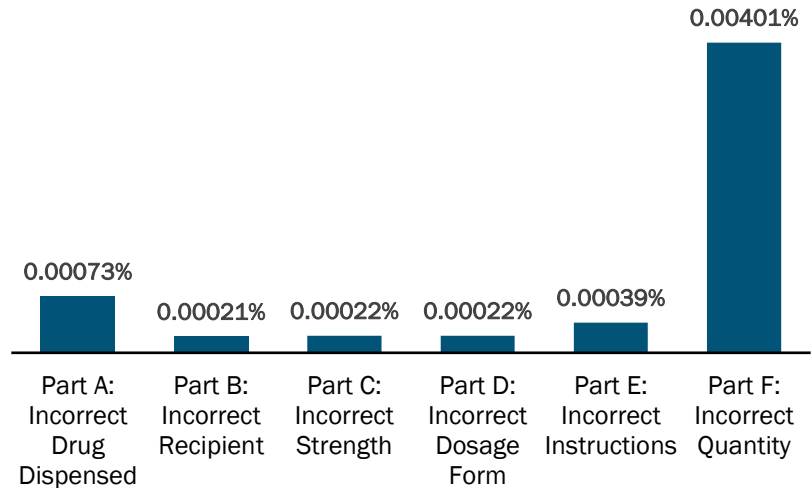 0.00401%
0.00073%
0.00021%
0.00022%
0.00022%
0.00039%
Part A:
Incorrect
Drug
Dispensed
Part B:
Incorrect
Recipient
Part C:
Incorrect
Strength
Part D:
Incorrect
Dosage
Form
Part E:
Incorrect
Instructions
Part F:
Incorrect
Quantity